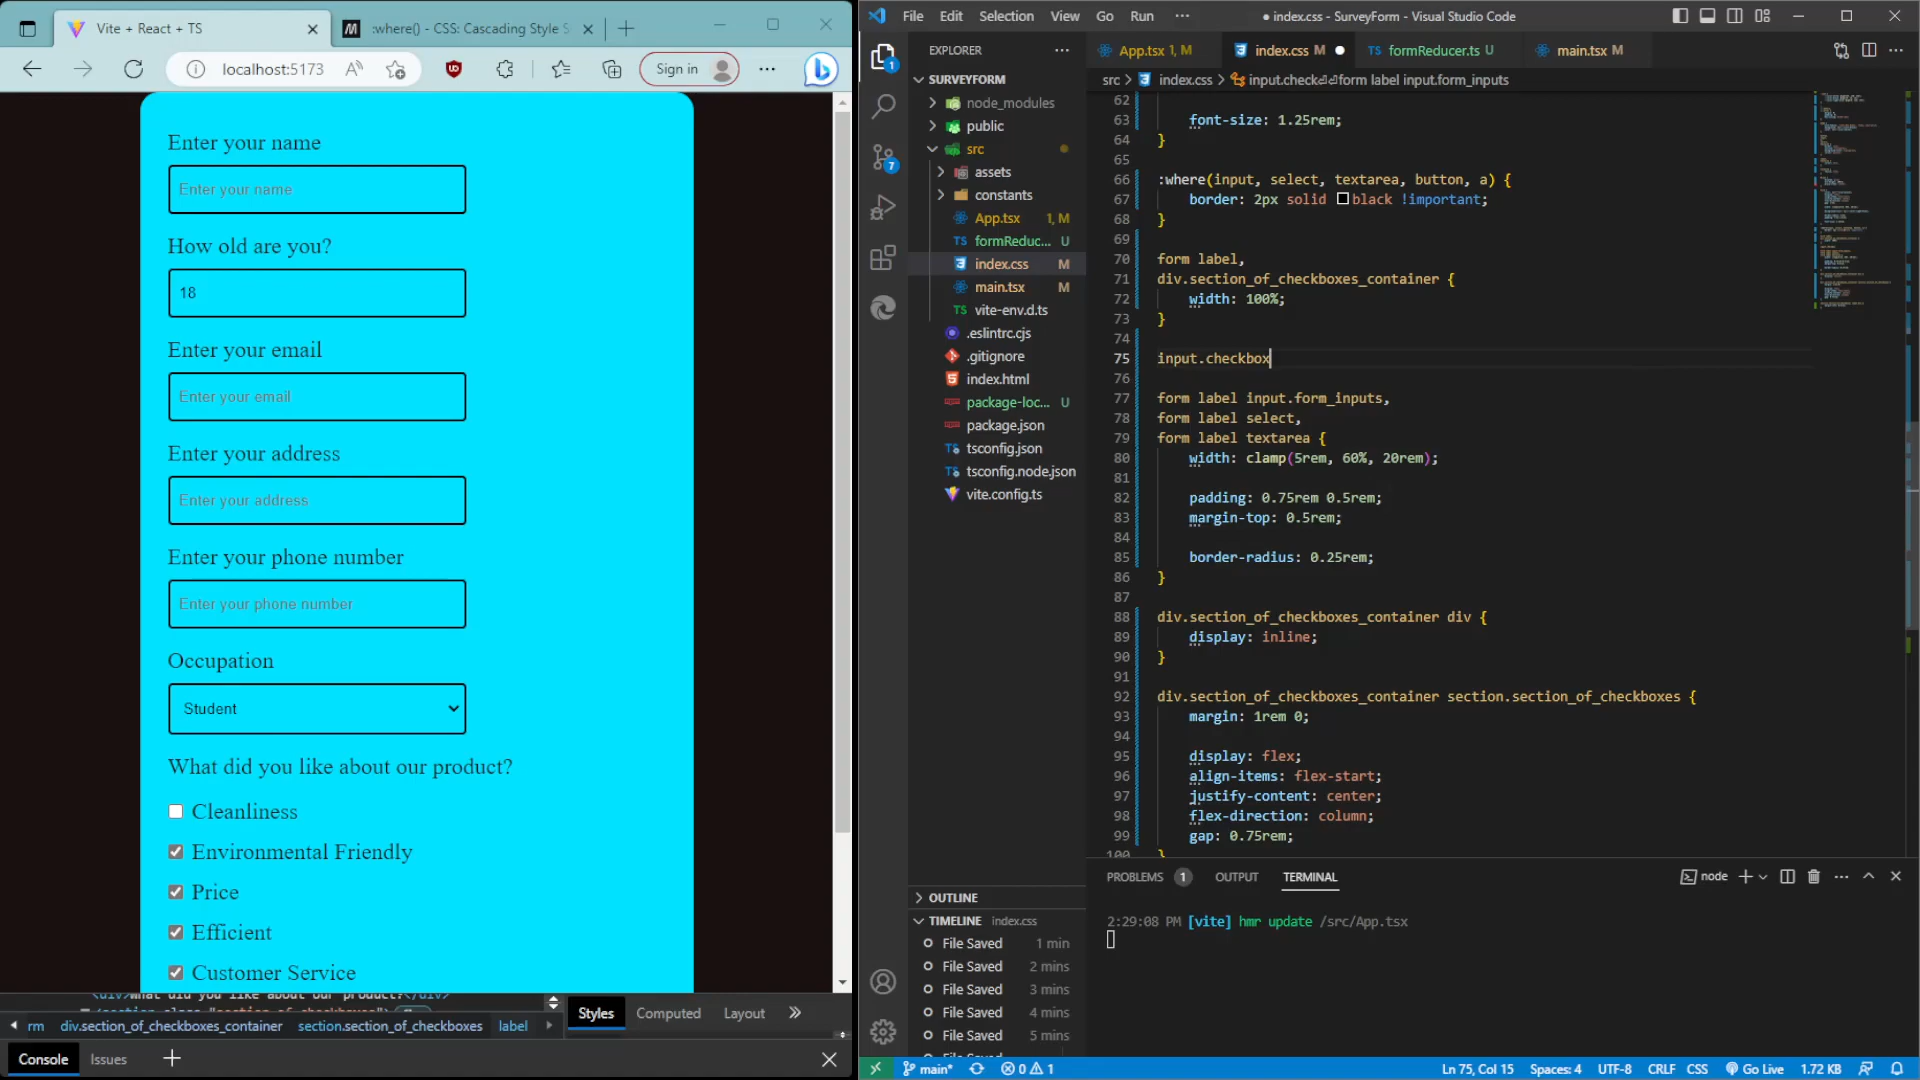 Vite + React + TS
:where() - CSS: Cascading Style S
localhost:5173
Sign in
Enter your name
Enter your name
How old are you?
18
Enter your email
Enter your email
Enter your address
Enter your address
Enter your phone number
Enter your phone number
Occupation
Student
What did you like about our product?
Cleanliness
Environmental Friendly
Price
Efficient
Customer Service
rm div.section_of_checkboxes_container section.section_of_checkboxes label
Styles Computed Layout
Console Issues
File Edit Selection View Go Run ···
● index.css - SurveyForm - Visual Studio Code
EXPLORER
SURVEYFORM
node_modules
public
src
assets
constants
App.tsx 1, M
TS formReduc... U
index.css M
main.tsx M
TS vite-env.d.ts
.eslintrc.cjs
.gitignore
index.html
package-loc... U
package.json
tsconfig.json
tsconfig.node.json
vite.config.ts
OUTLINE
TIMELINE index.css
File Saved 1 min
File Saved 2 mins
File Saved 3 mins
File Saved 4 mins
File Saved 5 mins
App.tsx 1, M index.css M TS formReducer.ts U main.tsx M
src > index.css > input.check⏎⏎form label input.form_inputs
62
63 font-size: 1.25rem;
64 }
65
66 :where(input, select, textarea, button, a) {
67 border: 2px solid black !important;
68 }
69
70 form label,
71 div.section_of_checkboxes_container {
72 width: 100%;
73 }
74
75 input.checkbox
76
77 form label input.form_inputs,
78 form label select,
79 form label textarea {
80 width: clamp(5rem, 60%, 20rem);
81
82 padding: 0.75rem 0.5rem;
83 margin-top: 0.5rem;
84
85 border-radius: 0.25rem;
86 }
87
88 div.section_of_checkboxes_container div {
89 display: inline;
90 }
91
92 div.section_of_checkboxes_container section.section_of_checkboxes {
93 margin: 1rem 0;
94
95 display: flex;
96 align-items: flex-start;
97 justify-content: center;
98 flex-direction: column;
99 gap: 0.75rem;
100 }
PROBLEMS 1 OUTPUT TERMINAL
node
2:29:08 PM [vite] hmr update /src/App.tsx
main* 0 1
Ln 75, Col 15 Spaces: 4 UTF-8 CRLF CSS Go Live 1.72 KB